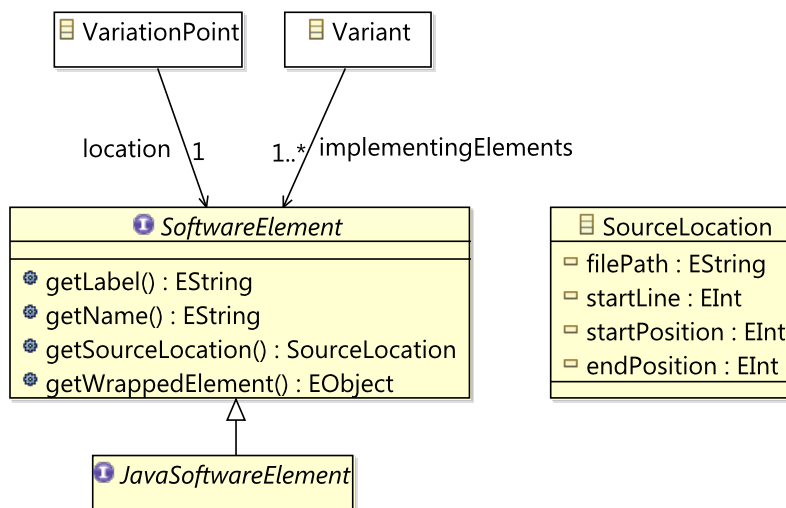 VariationPoint
Variant
location
1
1..*
implementingElements
SoftwareElement
getLabel() : EString
getName() : EString
getSourceLocation() : SourceLocation
getWrappedElement() : EObject
SourceLocation
filePath : EString
startLine : EInt
startPosition : EInt
endPosition : EInt
JavaSoftwareElement